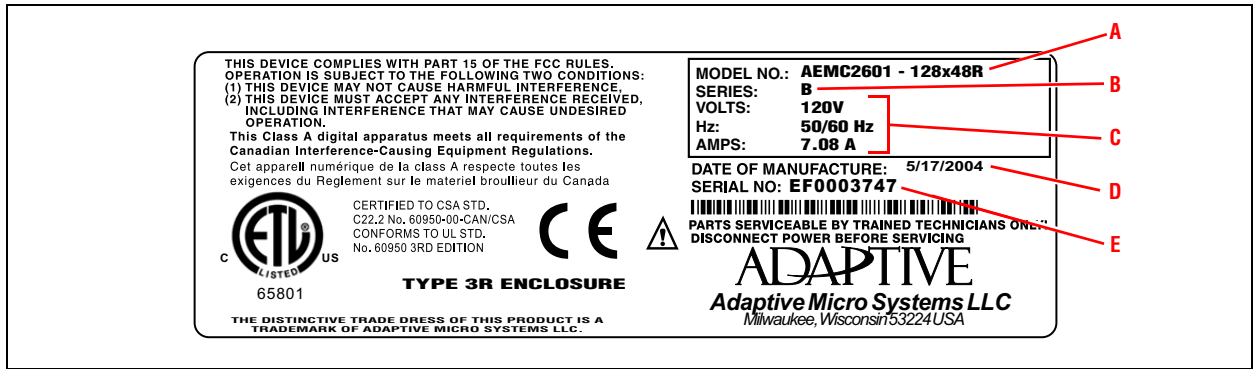 THIS DEVICE COMPLIES WITH PART 15 OF THE FCC RULES.
OPERATION IS SUBJECT TO THE FOLLOWING TWO CONDITIONS:
(1) THIS DEVICE MAY NOT CAUSE HARMFUL INTERFERENCE,
(2) THIS DEVICE MUST ACCEPT ANY INTERFERENCE RECEIVED,
INCLUDING INTERFERENCE THAT MAY CAUSE UNDESIRED
OPERATION.
This Class A digital apparatus meets all requirements of the
Canadian Interference-Causing Equipment Regulations.
Cet appareil numérique de la class A respecte toutes les
exigences du Reglement sur le materiel broullieur du Canada
C ETL ® US
LISTED
65801
CERTIFIED TO CSA STD.
C22.2 No. 60950-00-CAN/CSA
CONFORMS TO UL STD.
No. 60950 3RD EDITION
CE
TYPE 3R ENCLOSURE
THE DISTINCTIVE TRADE DRESS OF THIS PRODUCT IS A
TRADEMARK OF ADAPTIVE MICRO SYSTEMS LLC.
MODEL NO.: AEMC2601 - 128x48R
SERIES: B
VOLTS: 120V
Hz: 50/60 Hz
AMPS: 7.08 A
DATE OF MANUFACTURE: 5/17/2004
SERIAL NO: EF0003747
PARTS SERVICEABLE BY TRAINED TECHNICIANS ONLY
DISCONNECT POWER BEFORE SERVICING
ADAPTIVE
Adaptive Micro Systems LLC
Milwaukee, Wisconsin 53224 USA
A
B
C
D
E